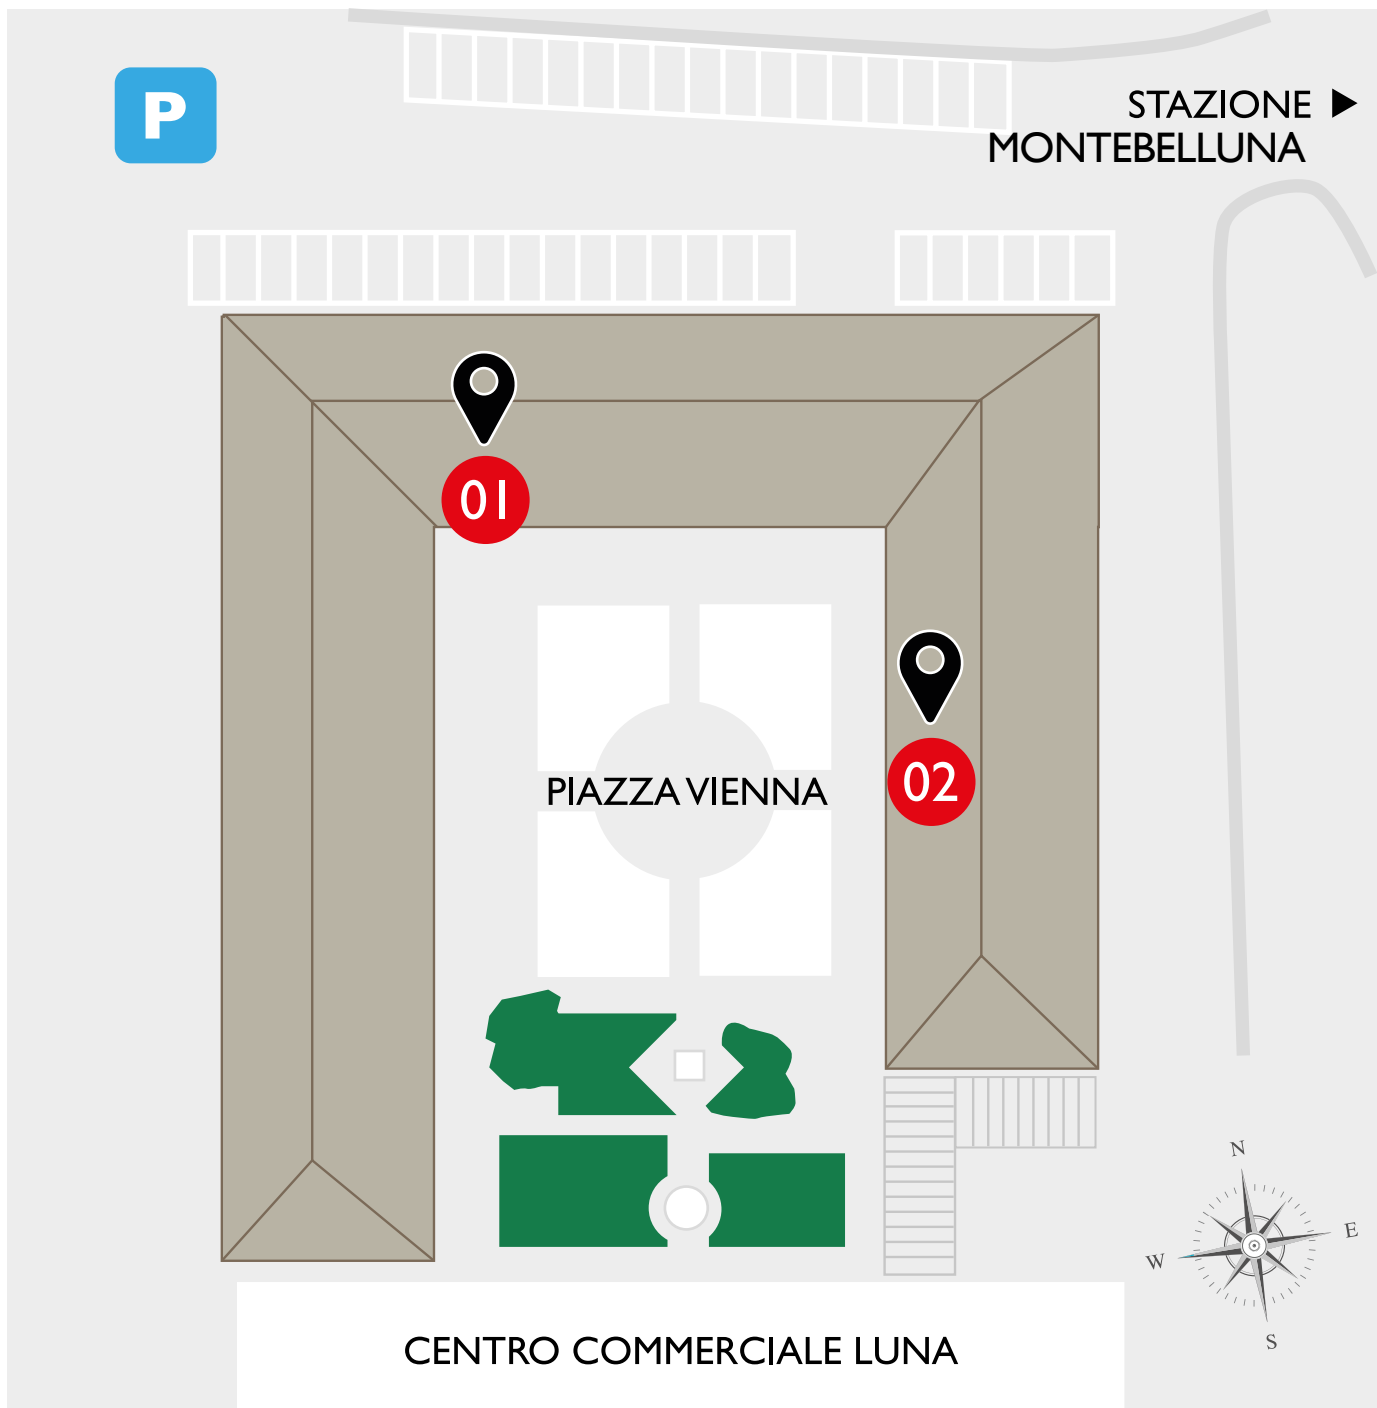 P
STAZIONE
MONTEBELLUNA
01
02
PIAZZA VIENNA
N
E
W
S
CENTRO COMMERCIALE LUNA